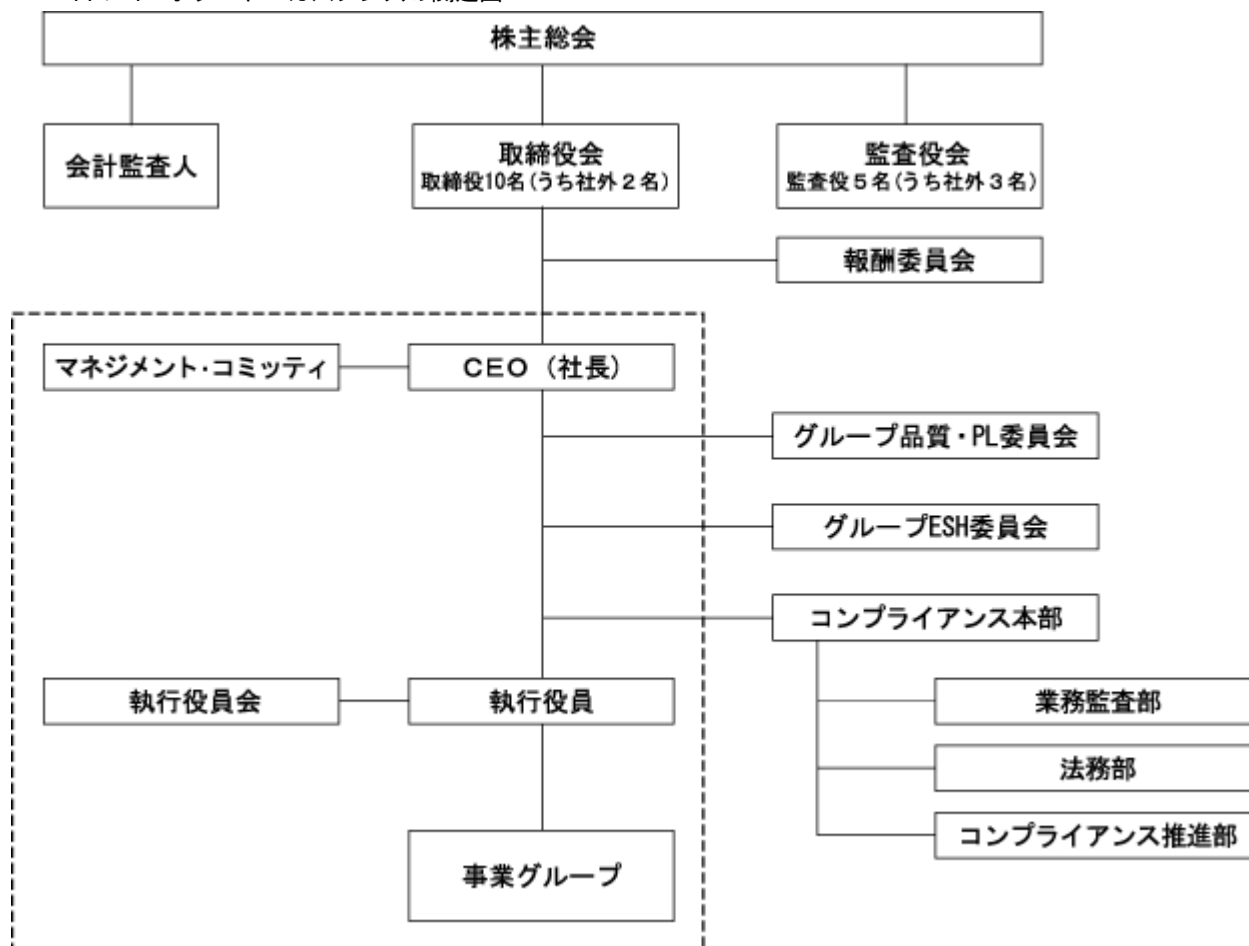 株主総会
会計監査人
取締役会
取締役10名(うち社外2名)
監査役会
監査役5名(うち社外3名)
報酬委員会
マネジメント・コミッティ
CEO (社長)
グループ品質・PL委員会
グループESH委員会
コンプライアンス本部
執行役員会
執行役員
業務監査部
法務部
コンプライアンス推進部
事業グループ